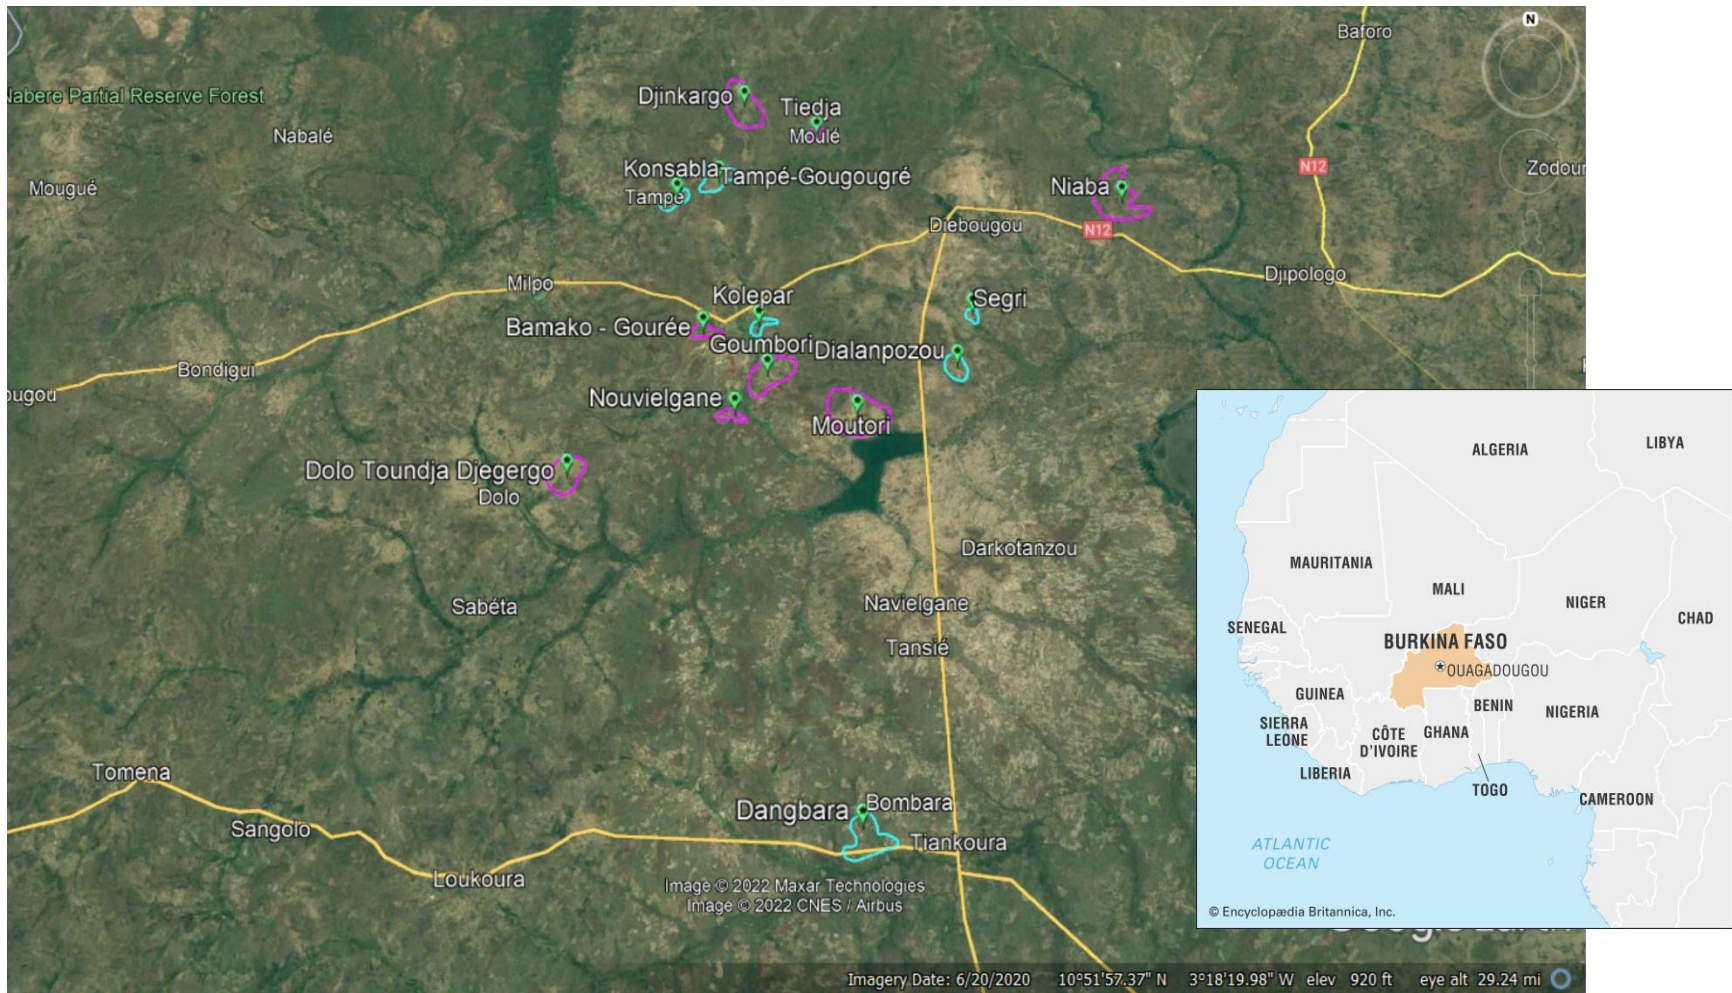 Baforo
N
Nabere Partial Reserve Forest
Djinkargo
Tiedja
Moulé
Nabalé
N12
Zodour
Konsabla
Tampé-Gougougré
Tampe
Mougué
Niaba
Diebougou
N12
Djipologo
Milpo
Kolepar
Segri
Bamako - Gourée
Goumbori
Dialanpozou
Bondigui
ougou
Nouvielgane
Moutori
Dolo Toundja Djegergo
Dolo
Darkotanzou
Sabéta
Navielgane
Tansié
Tomena
Dangbara
Bombara
Sangolo
Tiankoura
Loukoura
Image © 2022 Maxar Technologies
Image © 2022 CNES / Airbus
Imagery Date: 6/20/2020 10°51'57.37" N 3°18'19.98" W elev 920 ft eye alt 29.24 mi
ALGERIA
LIBYA
MAURITANIA
MALI
NIGER
CHAD
SENEGAL
BURKINA FASO
OUAGADOUGOU
GUINEA
BENIN
NIGERIA
SIERRA
LEONE
CÔTE
D'IVOIRE
GHANA
LIBERIA
TOGO
CAMEROON
ATLANTIC
OCEAN
© Encyclopædia Britannica, Inc.